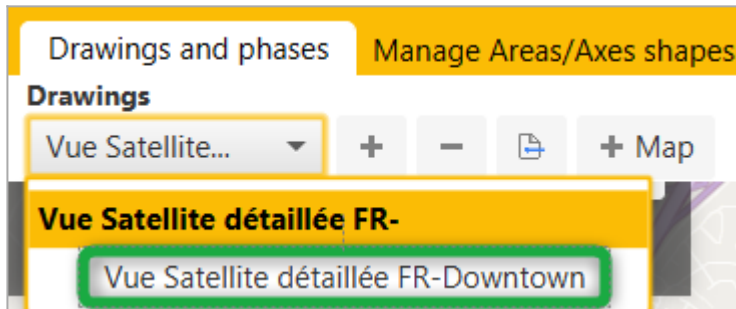 Drawings and phases Manage Areas/Axes shapes
Drawings
Vue Satellite... + − + Map
Vue Satellite détaillée FR-
Vue Satellite détaillée FR-Downtown